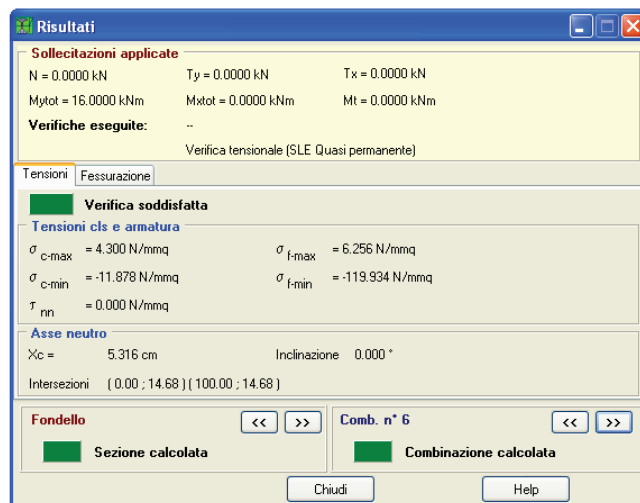 Risultati
Sollecitazioni applicate
N = 0.0000 kN Ty = 0.0000 kN Tx = 0.0000 kN
Mytot = 16.0000 kNm Mxtot = 0.0000 kNm Mt = 0.0000 kNm
Verifiche eseguite: --
Verifica tensionale (SLE Quasi permanente)
Tensioni Fessurazione
Verifica soddisfatta
Tensioni cls e armatura
σ c-max = 4.300 N/mmq σ f-max = 6.256 N/mmq
σ c-min = -11.878 N/mmq σ f-min = -119.934 N/mmq
τ nn = 0.000 N/mmq
Asse neutro
Xc = 5.316 cm Inclinazione 0.000 °
Intersezioni ( 0.00 ; 14.68 ) ( 100.00 ; 14.68 )
Fondello << >> Comb. n° 6 << >>
Sezione calcolata Combinazione calcolata
Chiudi Help